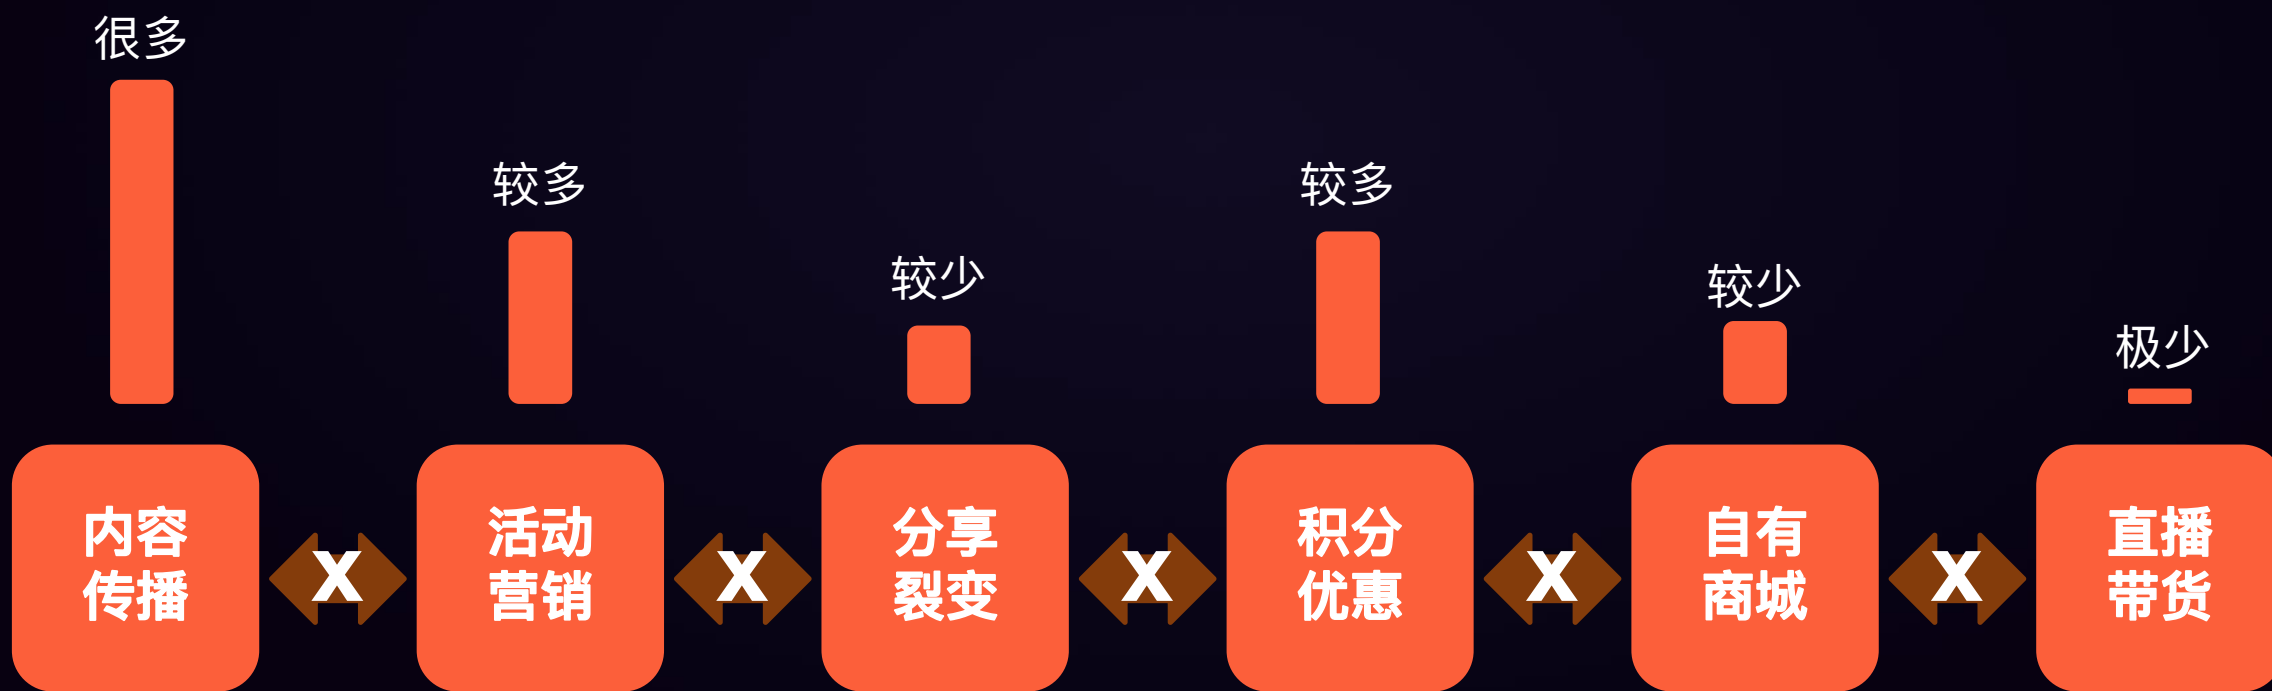 很多
较多
较少
较多
较少
极少
内容
传播
X
活动
营销
X
分享
裂变
X
积分
优惠
X
自有
商城
X
直播
带货